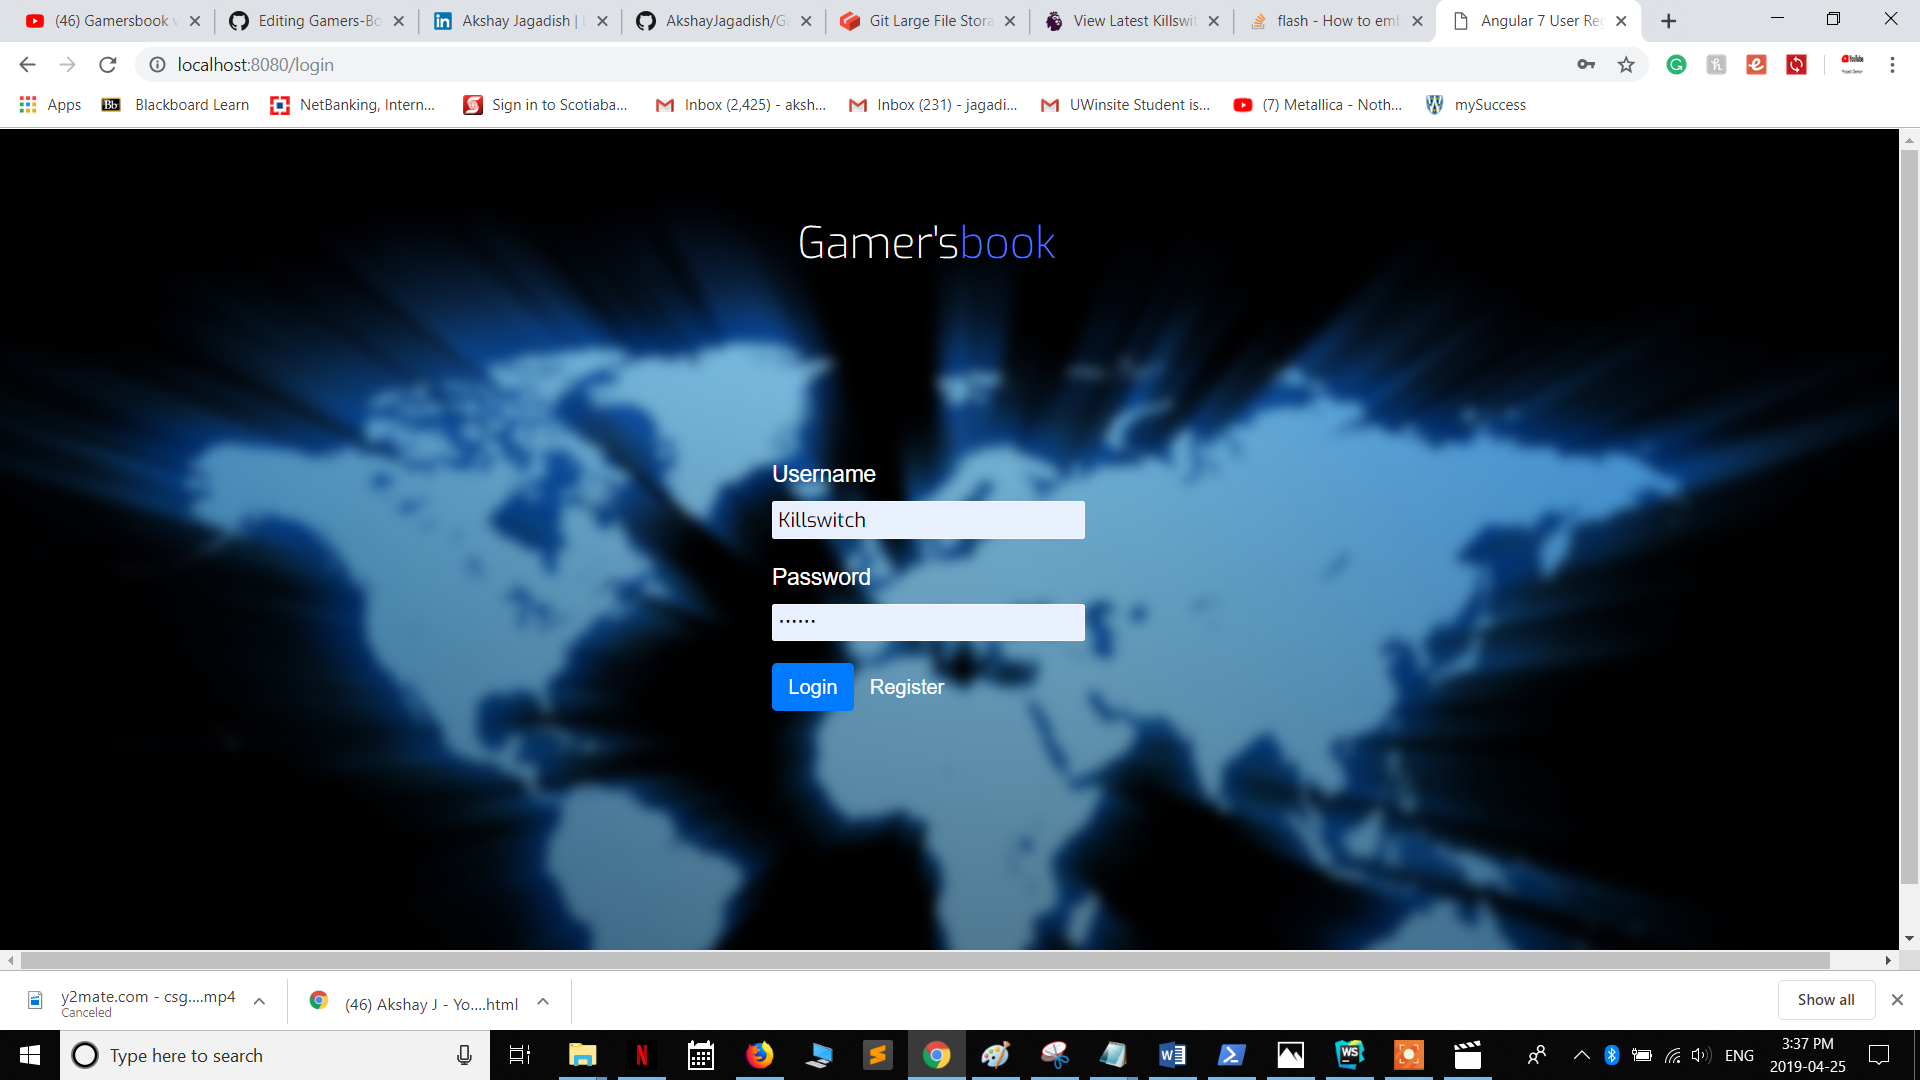 (46) Gamersbook v
Editing Gamers-Bo
Akshay Jagadish | L
AkshayJagadish/Ga
Git Large File Stora
View Latest Killswit
flash - How to emb
Angular 7 User Reg
localhost:8080/login
Apps
Bb
Blackboard Learn
NetBanking, Intern...
Sign in to Scotiaba...
Inbox (2,425) - aksh...
Inbox (231) - jagadi...
UWinsite Student is...
(7) Metallica - Noth...
mySuccess
Gamer'sbook
Username
Killswitch
Password
Login
Register
y2mate.com - csg....mp4
Canceled
(46) Akshay J - Yo....html
Show all
Type here to search
ENG
3:37 PM
2019-04-25